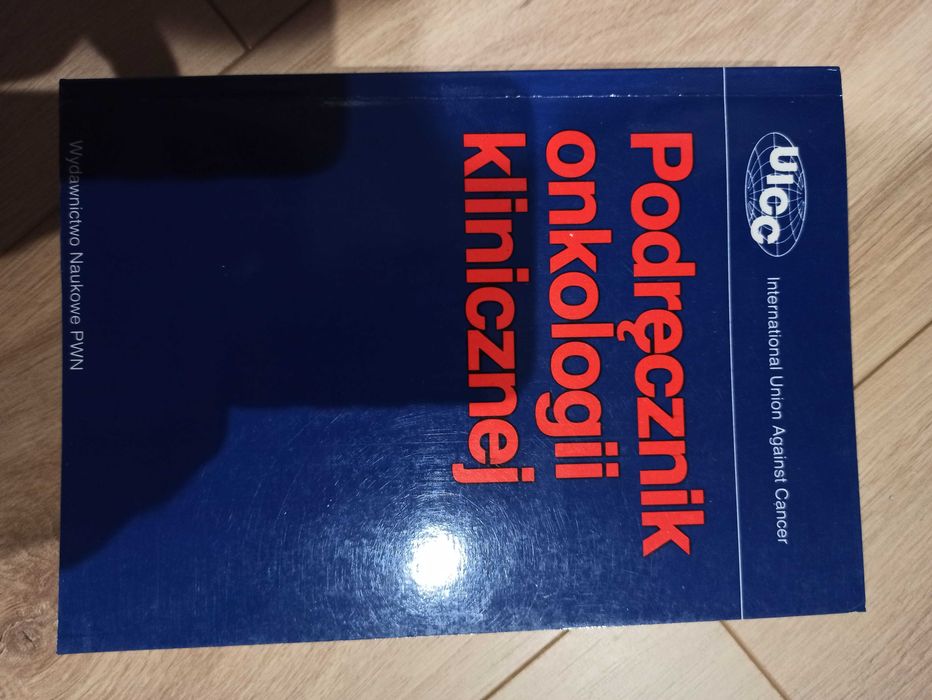 UICC
International Union Against Cancer
Podręcznik
onkologii
klinicznej
Wydawnictwo Naukowe PWN